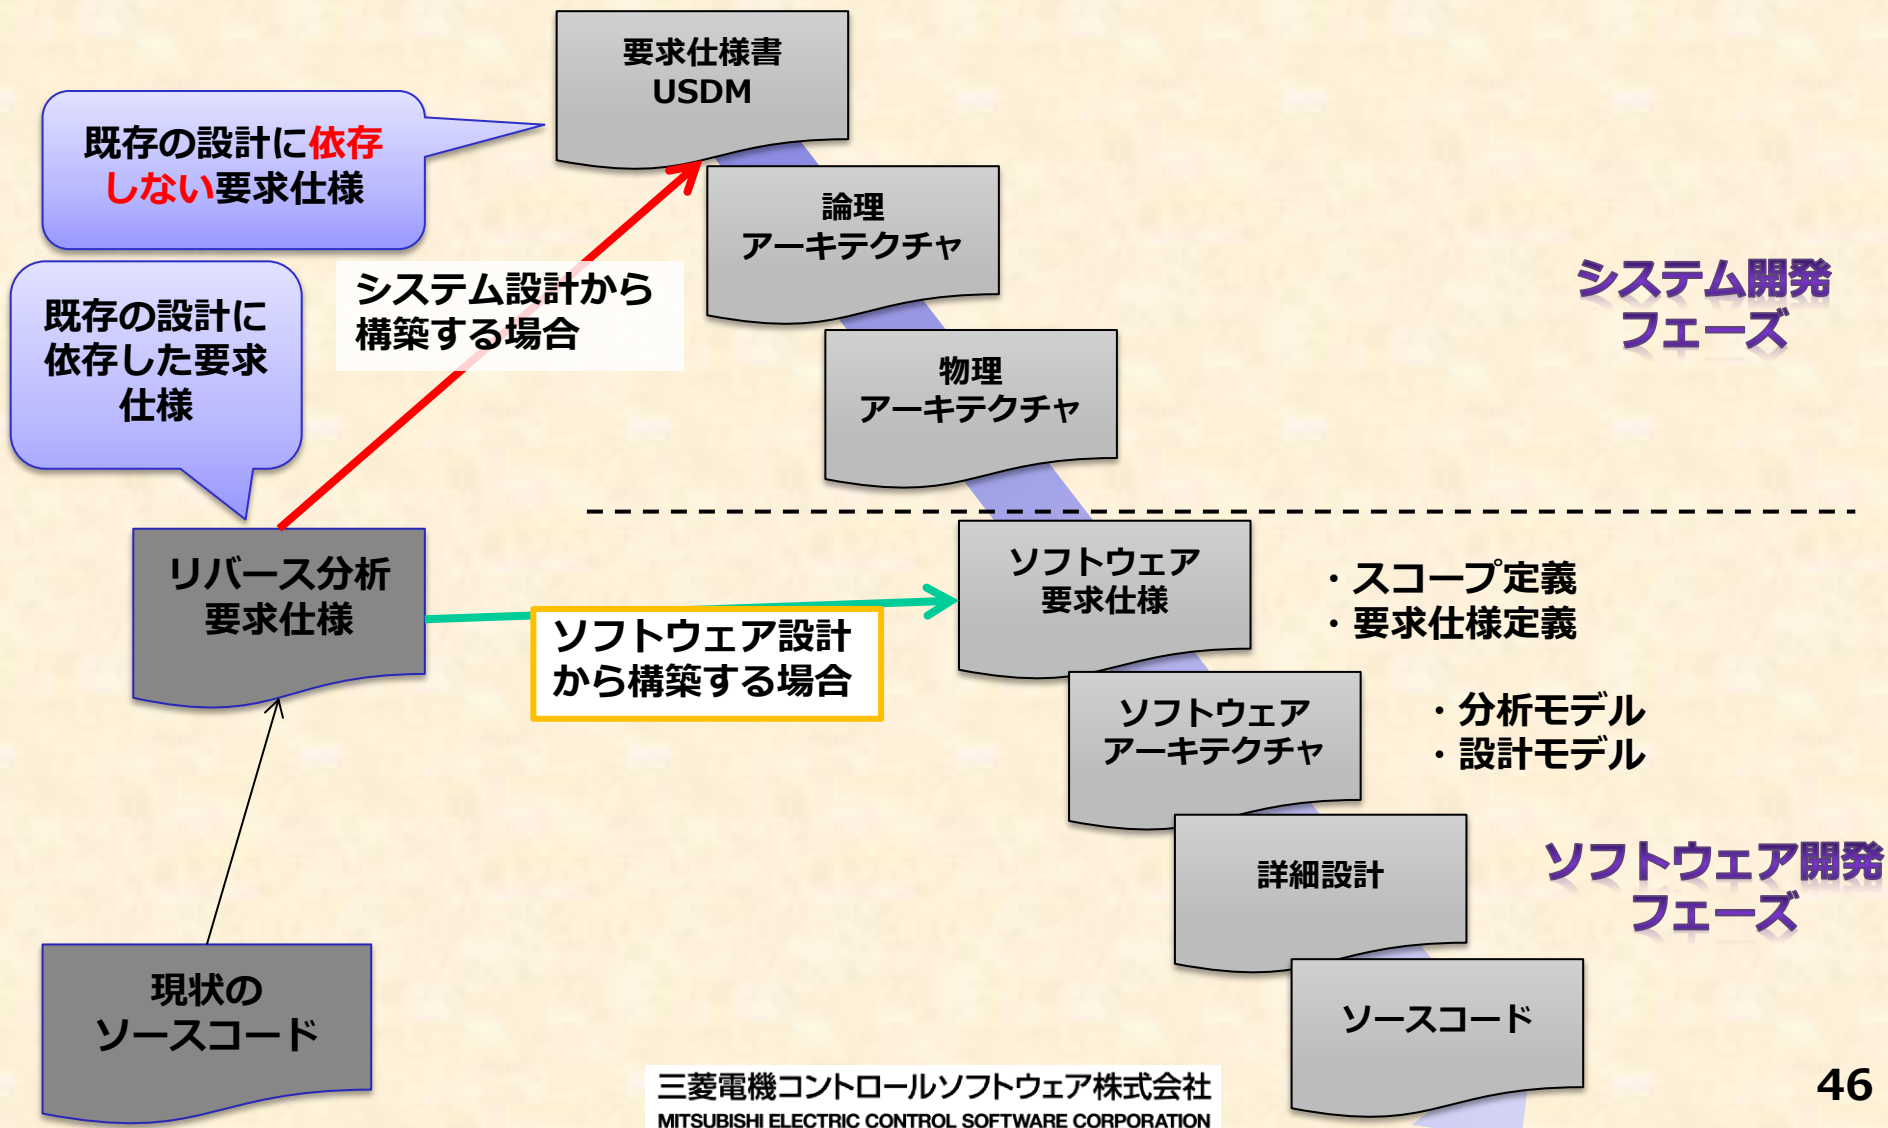 要求仕様書
USDM
既存の設計に依存
しない要求仕様
論理
アーキテクチャ
システム設計から
構築する場合
システム開発
フェーズ
既存の設計に
依存した要求
仕様
物理
アーキテクチャ
リバース分析
要求仕様
ソフトウェア
要求仕様
・スコープ定義
・要求仕様定義
ソフトウェア設計
から構築する場合
ソフトウェア
アーキテクチャ
・分析モデル
・設計モデル
詳細設計
ソフトウェア開発
フェーズ
現状の
ソースコード
ソースコード
三菱電機コントロールソフトウェア株式会社
MITSUBISHI ELECTRIC CONTROL SOFTWARE CORPORATION
46